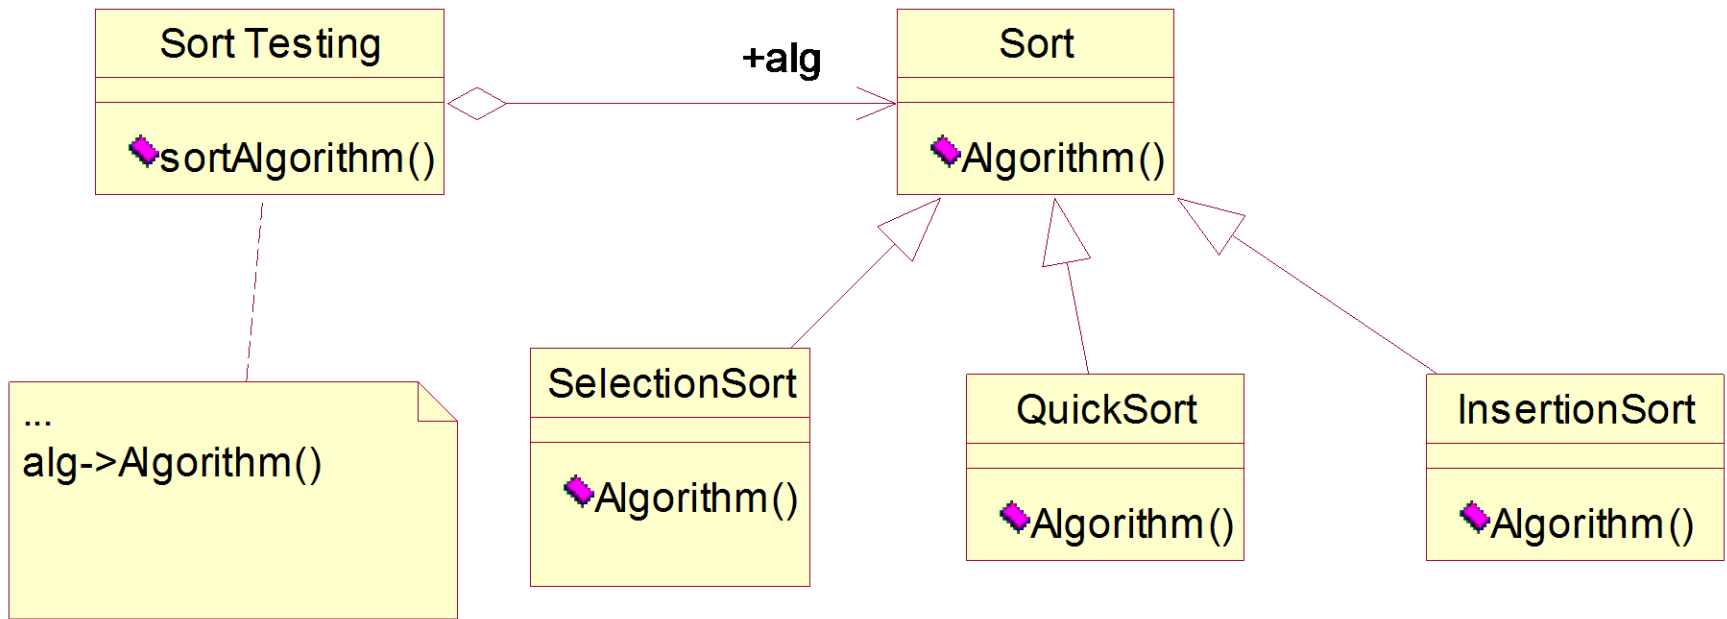 Sort Testing
sortAlgorithm()
+alg
Sort
Algorithm()
...
alg->Algorithm()
SelectionSort
Algorithm()
QuickSort
Algorithm()
InsertionSort
Algorithm()